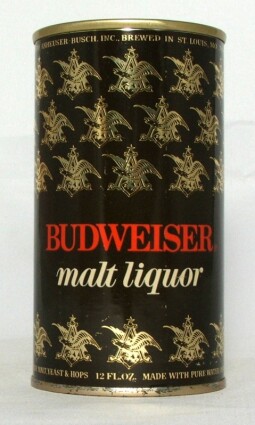 ANHEUSER-BUSCH, INC., BREWED IN ST LOUIS, MO
BUDWEISER
malt liquor
MALT YEAST & HOPS 12 FL. OZ. MADE WITH PURE WATER